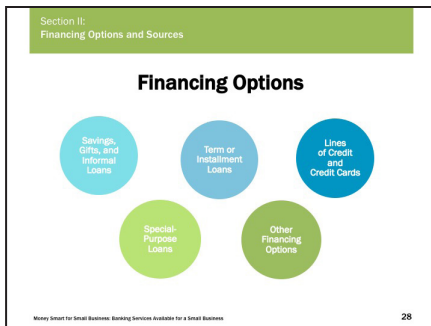 Section II:
Financing Options and Sources
Financing Options
Savings,
Gifts, and
Informal
Loans
Term or
Installment
Loans
Lines
of Credit
and
Credit Cards
Special-
Purpose
Loans
Other
Financing
Options
Money Smart for Small Business: Banking Services Available for a Small Business
28